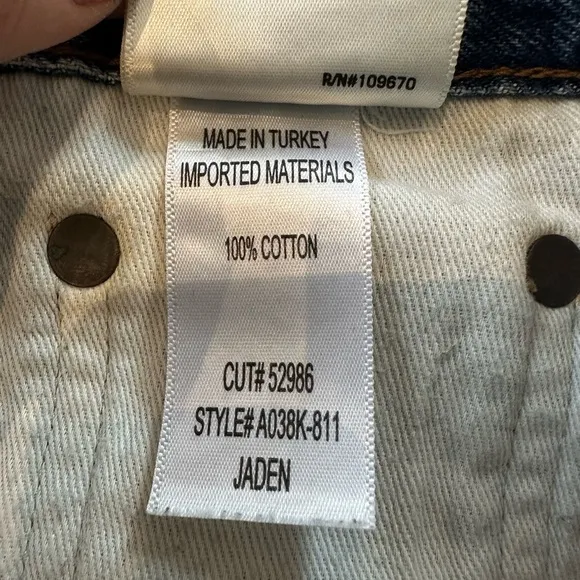 R/N#109670
MADE IN TURKEY
IMPORTED MATERIALS
100% COTTON
CUT# 52986
STYLE# A038K-811
JADEN